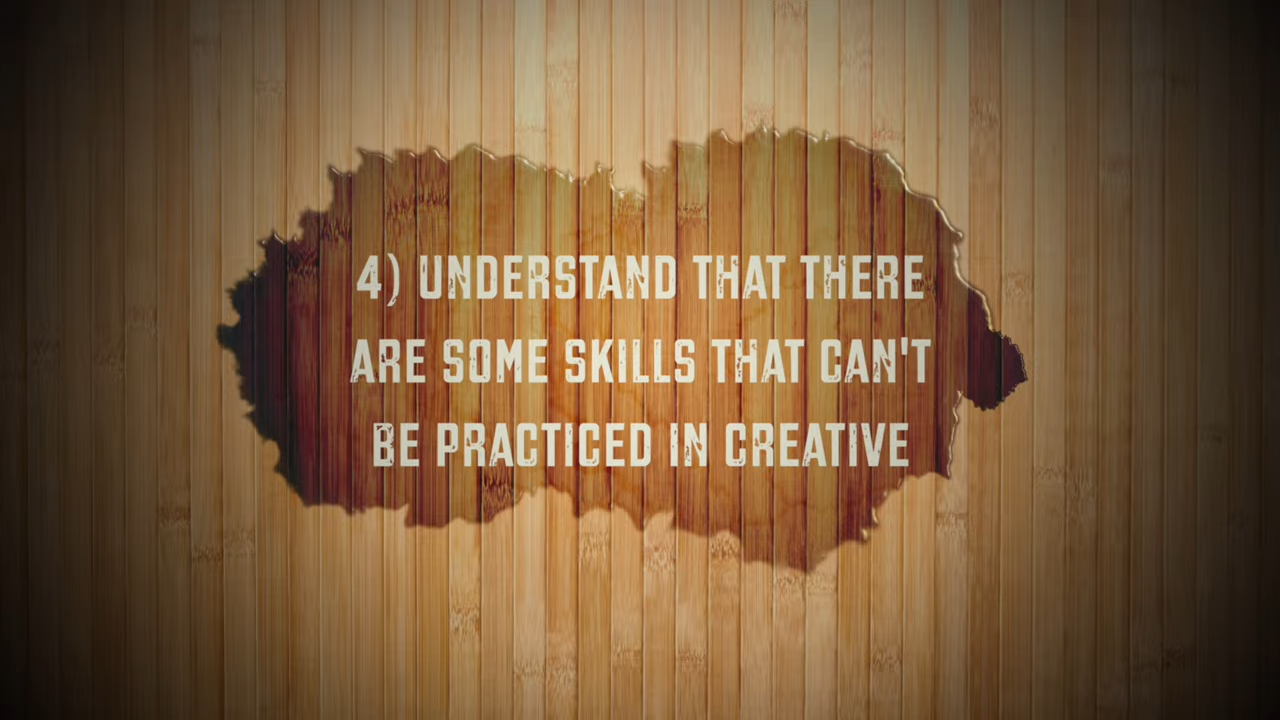 4) UNDERSTAND THAT THERE
ARE SOME SKILLS THAT CAN'T
BE PRACTICED IN CREATIVE